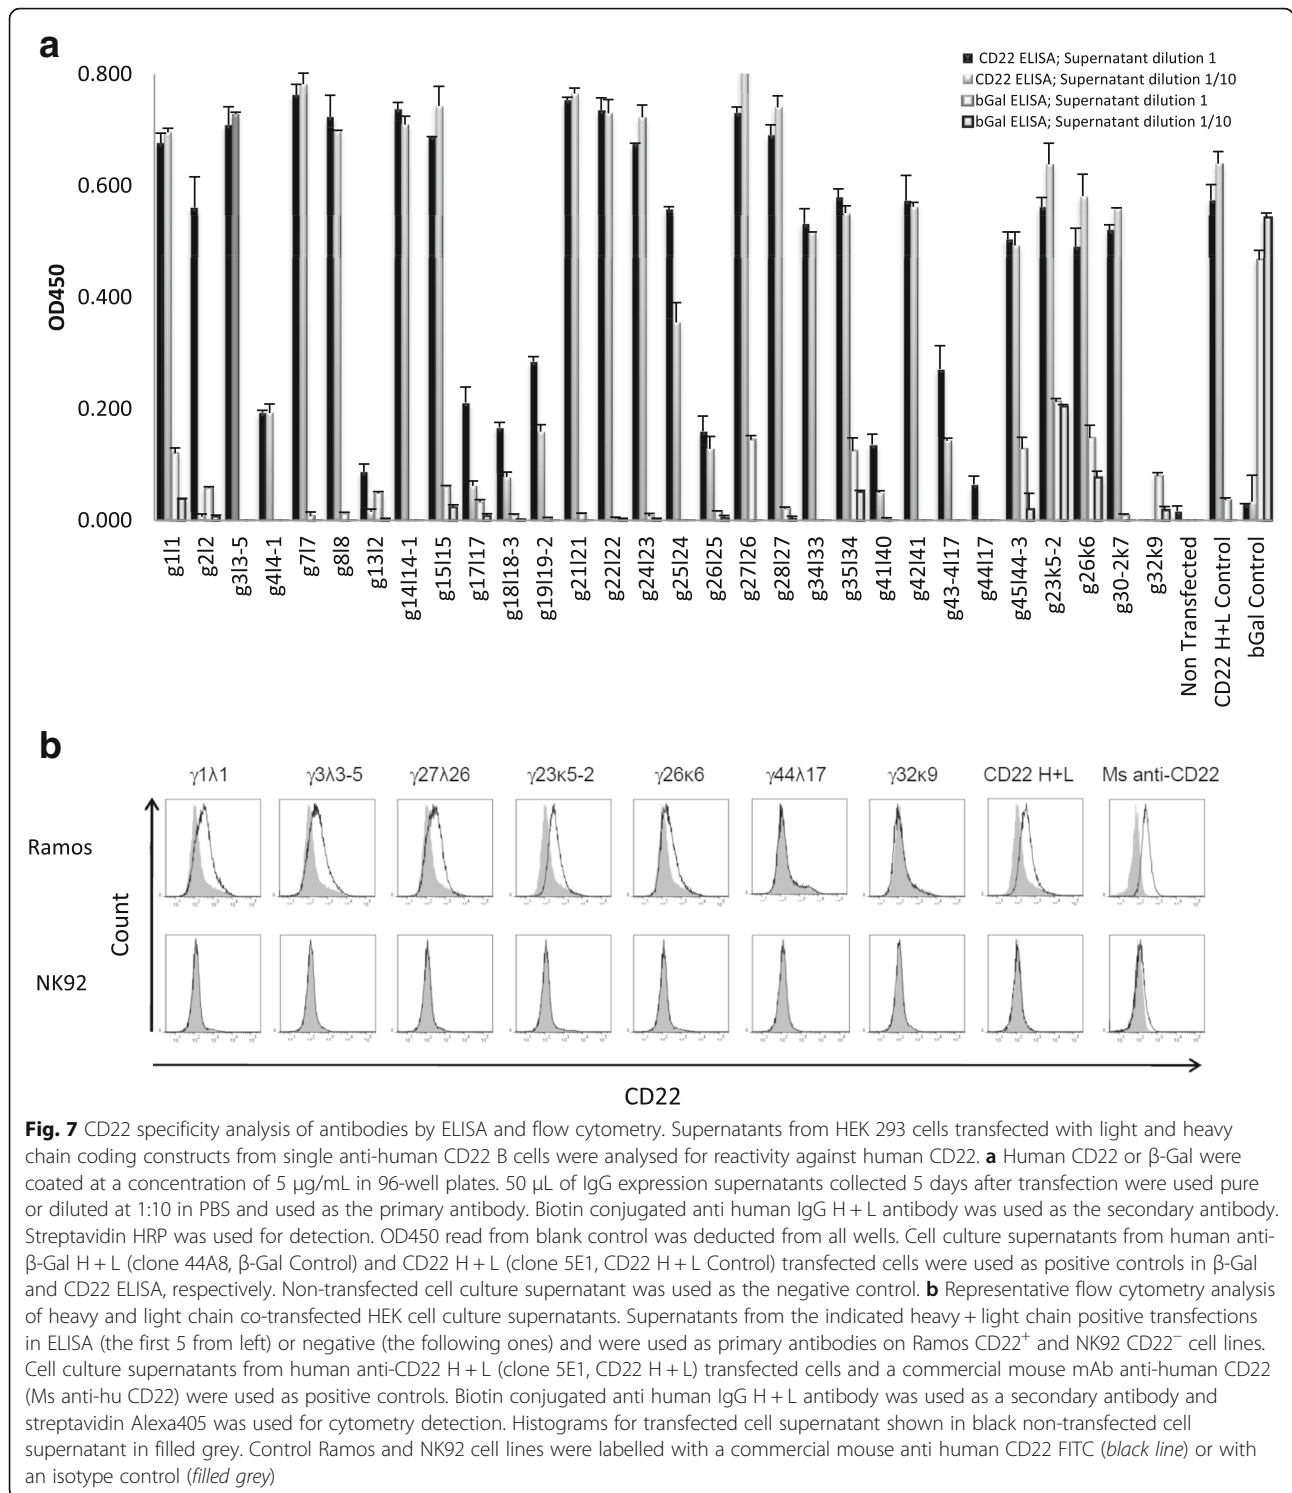 a
CD22 ELISA; Supernatant dilution 1
CD22 ELISA; Supernatant dilution 1/10
bGal ELISA; Supernatant dilution 1
bGal ELISA; Supernatant dilution 1/10
0.800
0.600
0.400
0.200
0.000
OD450
g1l1
g2l2
g3l3-5
g4l4-1
g7l7
g8l8
g13l2
g14l14-1
g15l15
g17l17
g18l18-3
g19l19-2
g21l21
g22l22
g24l23
g25l24
g26l25
g27l26
g28l27
g34l33
g35l34
g41l40
g42l41
g43-4l17
g44l17
g45l44-3
g23k5-2
g26k6
g30-2k7
g32k9
Non Transfected
CD22 H+L Control
bGal Control
b
γ1λ1 γ3λ3-5 γ27λ26 γ23κ5-2 γ26κ6 γ44λ17 γ32κ9 CD22 H+L Ms anti-CD22
Ramos
Count
NK92
CD22
Fig. 7 CD22 specificity analysis of antibodies by ELISA and flow cytometry. Supernatants from HEK 293 cells transfected with light and heavy
chain coding constructs from single anti-human CD22 B cells were analysed for reactivity against human CD22. a Human CD22 or β-Gal were
coated at a concentration of 5 μg/mL in 96-well plates. 50 μL of IgG expression supernatants collected 5 days after transfection were used pure
or diluted at 1:10 in PBS and used as the primary antibody. Biotin conjugated anti human IgG H + L antibody was used as the secondary antibody.
Streptavidin HRP was used for detection. OD450 read from blank control was deducted from all wells. Cell culture supernatants from human anti-
β-Gal H + L (clone 44A8, β-Gal Control) and CD22 H + L (clone 5E1, CD22 H + L Control) transfected cells were used as positive controls in β-Gal
and CD22 ELISA, respectively. Non-transfected cell culture supernatant was used as the negative control. b Representative flow cytometry analysis
of heavy and light chain co-transfected HEK cell culture supernatants. Supernatants from the indicated heavy + light chain positive transfections
in ELISA (the first 5 from left) or negative (the following ones) and were used as primary antibodies on Ramos CD22⁺ and NK92 CD22⁻ cell lines.
Cell culture supernatants from human anti-CD22 H + L (clone 5E1, CD22 H + L) transfected cells and a commercial mouse mAb anti-human CD22
(Ms anti-hu CD22) were used as positive controls. Biotin conjugated anti human IgG H + L antibody was used as a secondary antibody and
streptavidin Alexa405 was used for cytometry detection. Histograms for transfected cell supernatant shown in black non-transfected cell
supernatant in filled grey. Control Ramos and NK92 cell lines were labelled with a commercial mouse anti human CD22 FITC (black line) or with
an isotype control (filled grey)